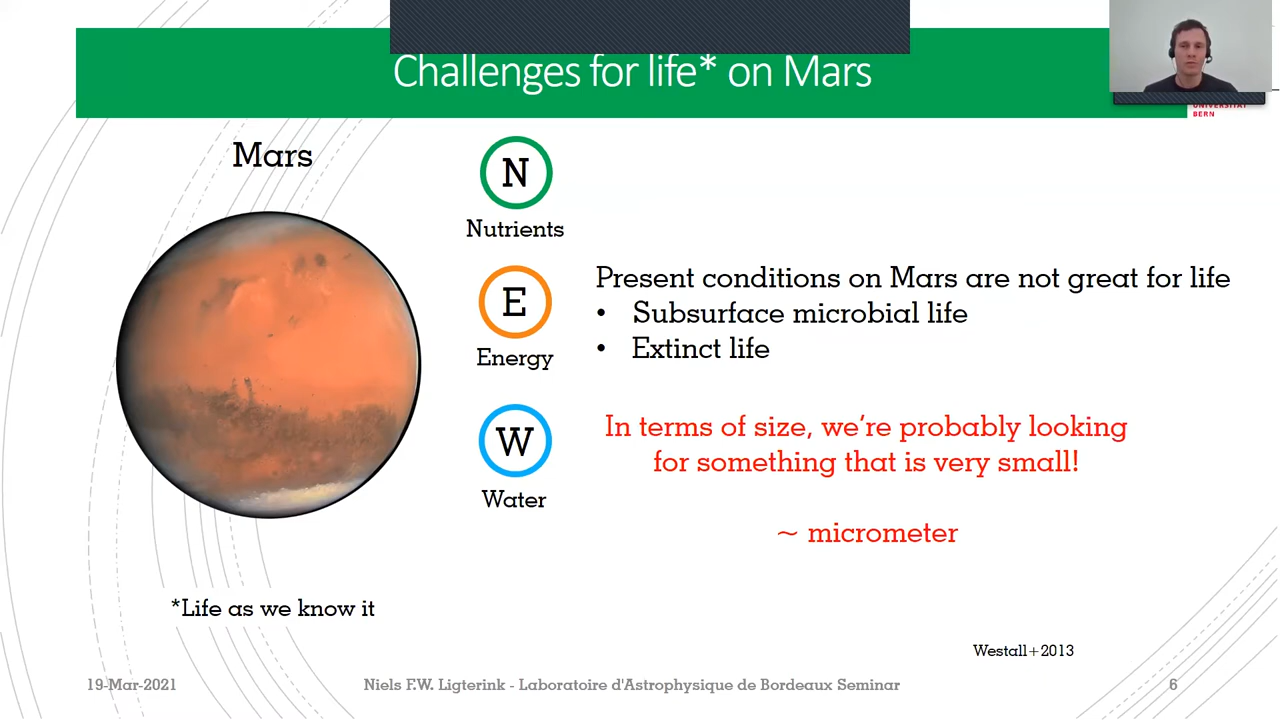 Challenges for life* on Mars
UNIVERSITÄT
BERN
Mars
N
Nutrients
E
Energy
W
Water
Present conditions on Mars are not great for life
• Subsurface microbial life
• Extinct life
In terms of size, we're probably looking
for something that is very small!
~ micrometer
*Life as we know it
Westall+2013
19-Mar-2021
Niels F.W. Ligterink - Laboratoire d'Astrophysique de Bordeaux Seminar
6